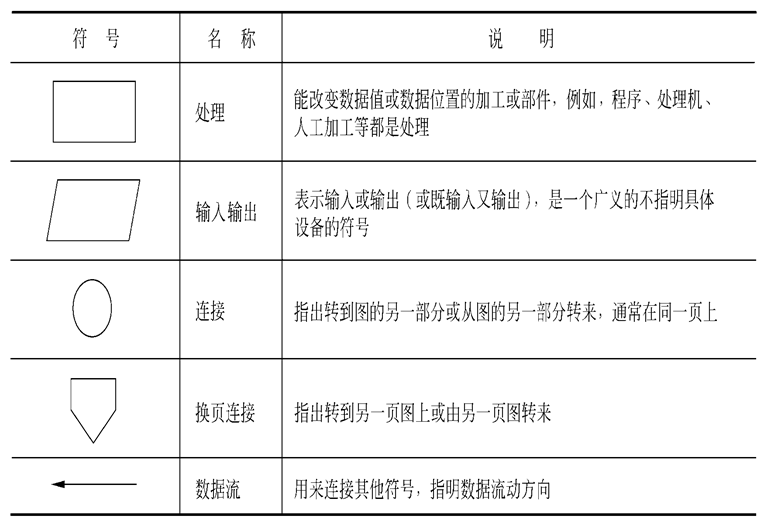 符 号 名 称 说 明
处理 能改变数据值或数据位置的加工或部件，例如，程序、处理机、
人工加工等都是处理
输入输出 表示输入或输出（或既输入又输出），是一个广义的不指明具体
设备的符号
连接 指出转到图的另一部分或从图的另一部分转来，通常在同一页上
换页连接 指出转到另一页图上或由另一页图转来
数据流 用来连接其他符号，指明数据流动方向